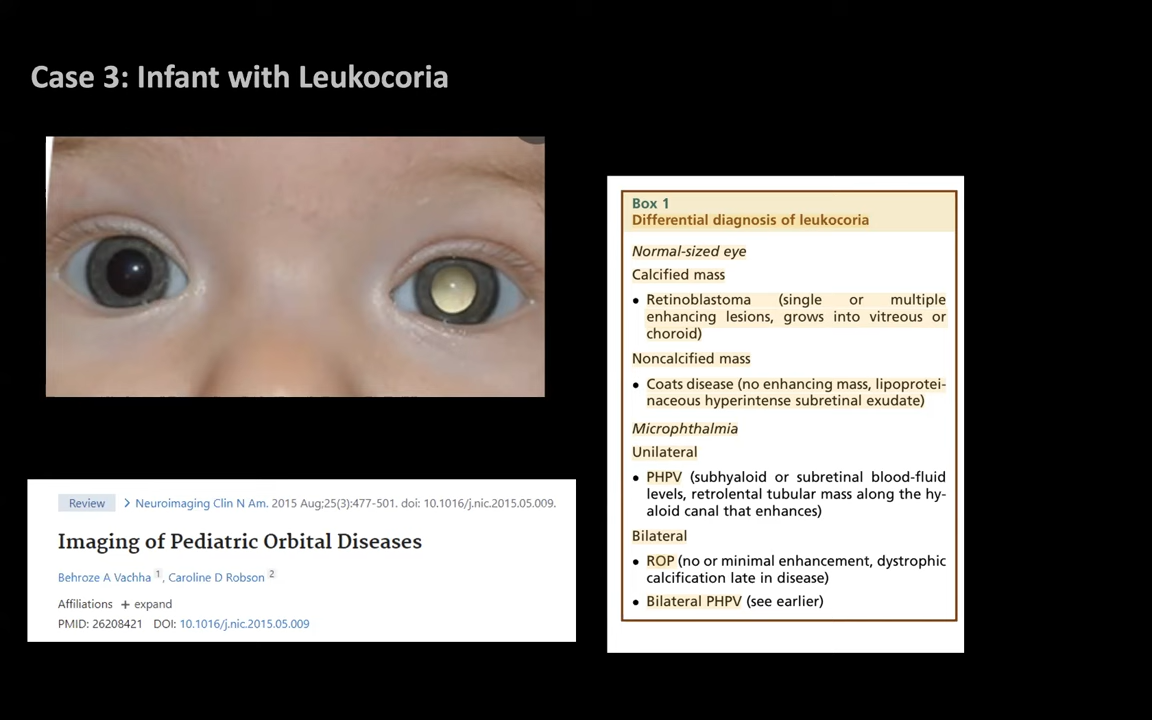 Case 3: Infant with Leukocoria
Box 1
Differential diagnosis of leukocoria
Normal-sized eye
Calcified mass
• Retinoblastoma (single or multiple
enhancing lesions, grows into vitreous or
choroid)
Noncalcified mass
• Coats disease (no enhancing mass, lipoprotei-
naceous hyperintense subretinal exudate)
Microphthalmia
Unilateral
• PHPV (subhyaloid or subretinal blood-fluid
levels, retrolental tubular mass along the hy-
aloid canal that enhances)
Bilateral
• ROP (no or minimal enhancement, dystrophic
calcification late in disease)
• Bilateral PHPV (see earlier)
Review > Neuroimaging Clin N Am. 2015 Aug;25(3):477-501. doi: 10.1016/j.nic.2015.05.009.
Imaging of Pediatric Orbital Diseases
Behroze A Vachha 1, Caroline D Robson 2
Affiliations + expand
PMID: 26208421 DOI: 10.1016/j.nic.2015.05.009